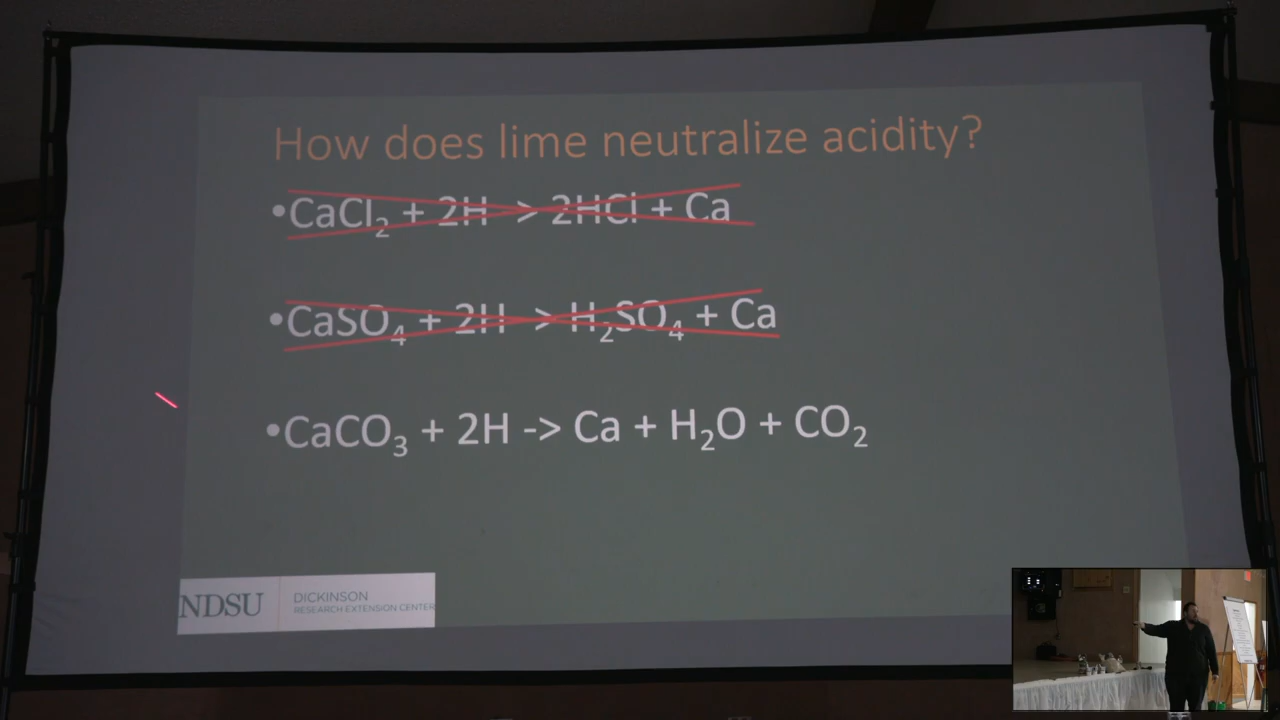 How does lime neutralize acidity?
•CaCl₂ + 2H -> 2HCl + Ca
•CaSO₄ + 2H -> H₂SO₄ + Ca
•CaCO₃ + 2H -> Ca + H₂O + CO₂
NDSU
DICKINSON
RESEARCH EXTENSION CENTER